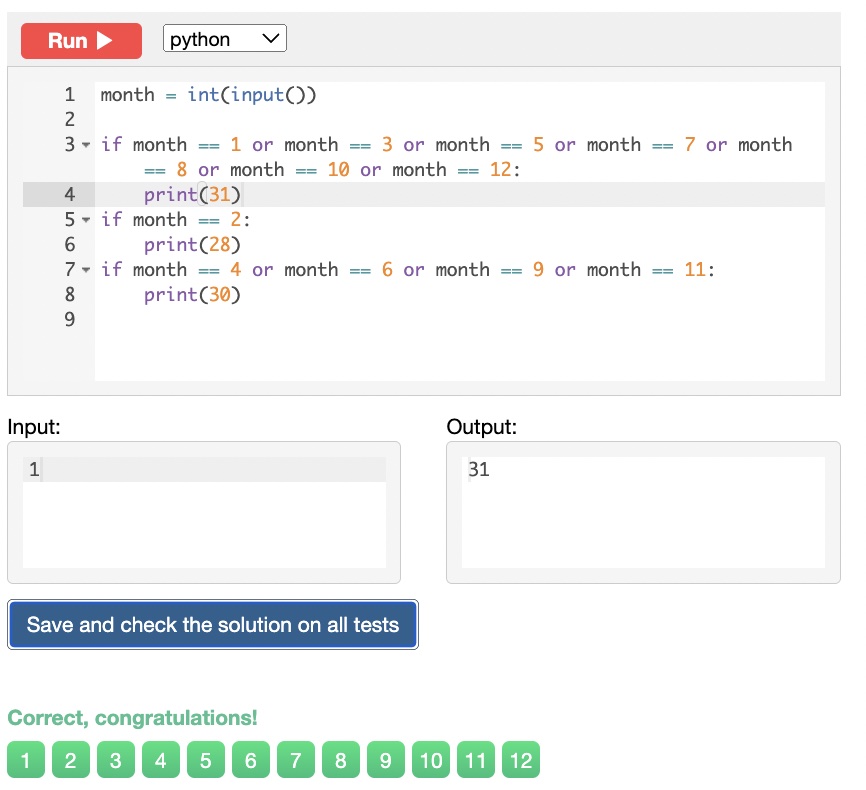 Run
python
1 month = int(input())
2
3 if month == 1 or month == 3 or month == 5 or month == 7 or month
== 8 or month == 10 or month == 12:
4 print(31)
5 if month == 2:
6 print(28)
7 if month == 4 or month == 6 or month == 9 or month == 11:
8 print(30)
9
Input:
1
Output:
31
Save and check the solution on all tests
Correct, congratulations!
1 2 3 4 5 6 7 8 9 10 11 12